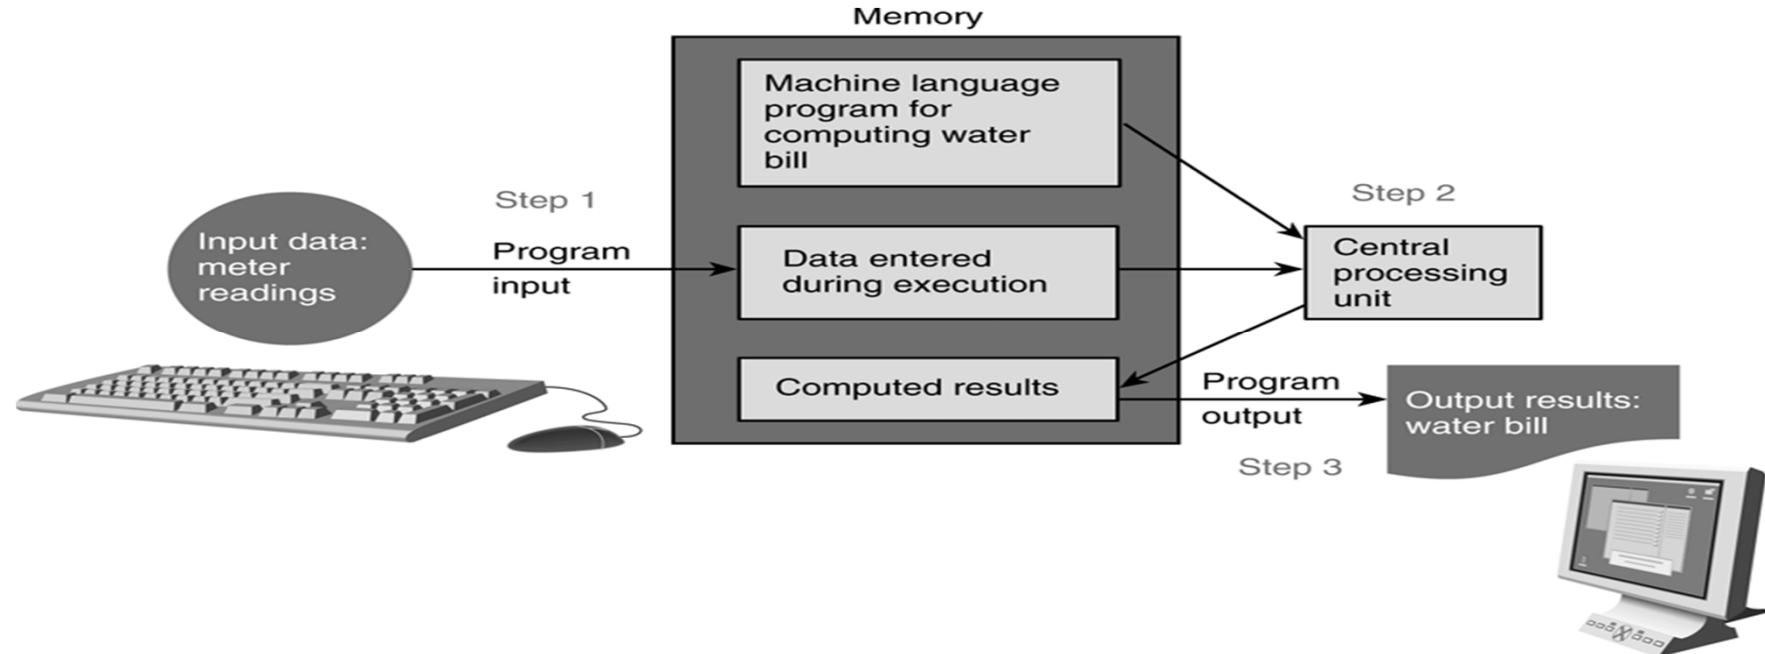 Memory
Machine language
program for
computing water
bill
Step 1
Step 2
Input data:
meter
readings
Program
input
Data entered
during execution
Central
processing
unit
Computed results
Program
output
Output results:
water bill
Step 3